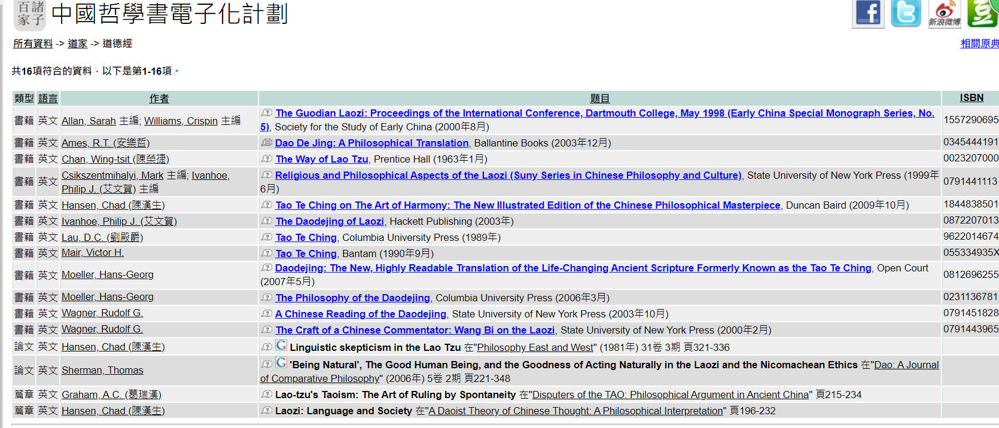 諸子百家
中國哲學書電子化計劃
新浪微博
所有資料 -> 道家 -> 道德經
相關原典
共16項符合的資料，以下是第1-16項。
類型 語言 作者 題目 ISBN
書籍 英文 Allan, Sarah 主編; Williams, Crispin 主編 The Guodian Laozi: Proceedings of the International Conference, Dartmouth College, May 1998 (Early China Special Monograph Series, No.
5), Society for the Study of Early China (2000年8月) 1557290695
書籍 英文 Ames, R.T. (安樂哲) Dao De Jing: A Philosophical Translation, Ballantine Books (2003年12月) 0345444191
書籍 英文 Chan, Wing-tsit (陳榮捷) The Way of Lao Tzu, Prentice Hall (1963年1月) 0023207000
書籍 英文 Csikszentmihalyi, Mark 主編; Ivanhoe,
Philip J. (艾文賀) 主編 Religious and Philosophical Aspects of the Laozi (Suny Series in Chinese Philosophy and Culture), State University of New York Press (1999年
6月) 0791441113
書籍 英文 Hansen, Chad (陳漢生) Tao Te Ching on The Art of Harmony: The New Illustrated Edition of the Chinese Philosophical Masterpiece, Duncan Baird (2009年10月) 1844838501
書籍 英文 Ivanhoe, Philip J. (艾文賀) The Daodejing of Laozi, Hackett Publishing (2003年) 0872207013
書籍 英文 Lau, D.C. (劉殿爵) Tao Te Ching, Columbia University Press (1989年) 9622014674
書籍 英文 Mair, Victor H. Tao Te Ching, Bantam (1990年9月) 055334935X
書籍 英文 Moeller, Hans-Georg Daodejing: The New, Highly Readable Translation of the Life-Changing Ancient Scripture Formerly Known as the Tao Te Ching, Open Court
(2007年5月) 0812696255
書籍 英文 Moeller, Hans-Georg The Philosophy of the Daodejing, Columbia University Press (2006年3月) 0231136781
書籍 英文 Wagner, Rudolf G. A Chinese Reading of the Daodejing, State University of New York Press (2003年10月) 0791451828
書籍 英文 Wagner, Rudolf G. The Craft of a Chinese Commentator: Wang Bi on the Laozi, State University of New York Press (2000年2月) 0791443965
論文 英文 Hansen, Chad (陳漢生) Linguistic skepticism in the Lao Tzu 在"Philosophy East and West" (1981年) 31卷 3期 頁321-336
論文 英文 Sherman, Thomas 'Being Natural', The Good Human Being, and the Goodness of Acting Naturally in the Laozi and the Nicomachean Ethics 在"Dao: A Journal
of Comparative Philosophy" (2006年) 5卷 2期 頁221-348
篇章 英文 Graham, A.C. (葛瑞漢) Lao-tzu's Taoism: The Art of Ruling by Spontaneity 在"Disputers of the TAO: Philosophical Argument in Ancient China" 頁215-234
篇章 英文 Hansen, Chad (陳漢生) Laozi: Language and Society 在"A Daoist Theory of Chinese Thought: A Philosophical Interpretation" 頁196-232